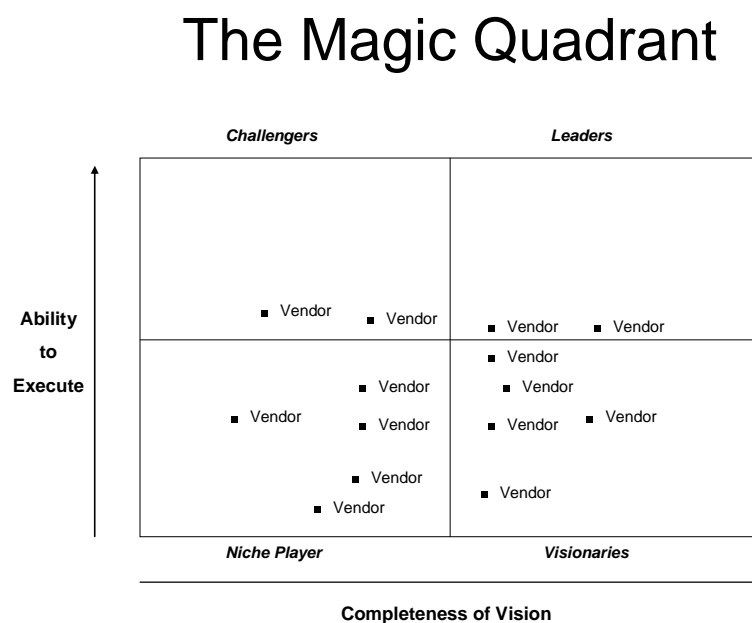 The Magic Quadrant
Challengers
Leaders
Vendor
Vendor
Vendor
Vendor
Ability
to
Execute
Vendor
Vendor
Vendor
Vendor
Vendor
Vendor
Vendor
Vendor
Vendor
Vendor
Niche Player
Visionaries
Completeness of Vision